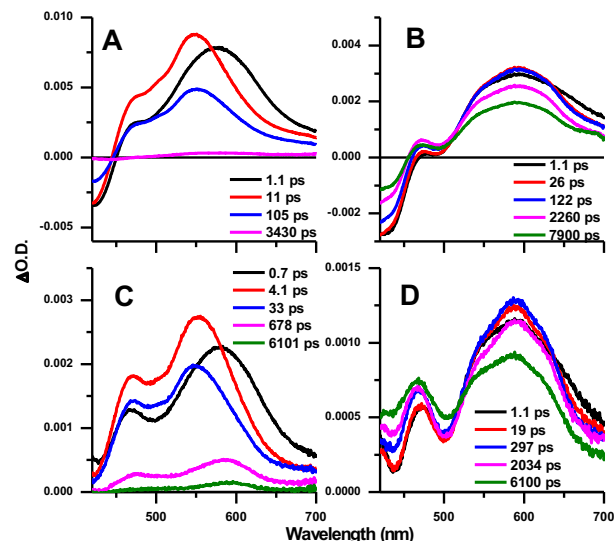 A
0.010
0.005
0.000
-0.005
1.1 ps
11 ps
105 ps
3430 ps
B
0.004
0.002
0.000
-0.002
1.1 ps
26 ps
122 ps
2260 ps
7900 ps
ΔO.D.
C
0.003
0.002
0.001
0.000
0.7 ps
4.1 ps
33 ps
678 ps
6101 ps
500 600 700
D
0.0015
0.0010
0.0005
0.0000
1.1 ps
19 ps
297 ps
2034 ps
6100 ps
500 600 700
Wavelength (nm)